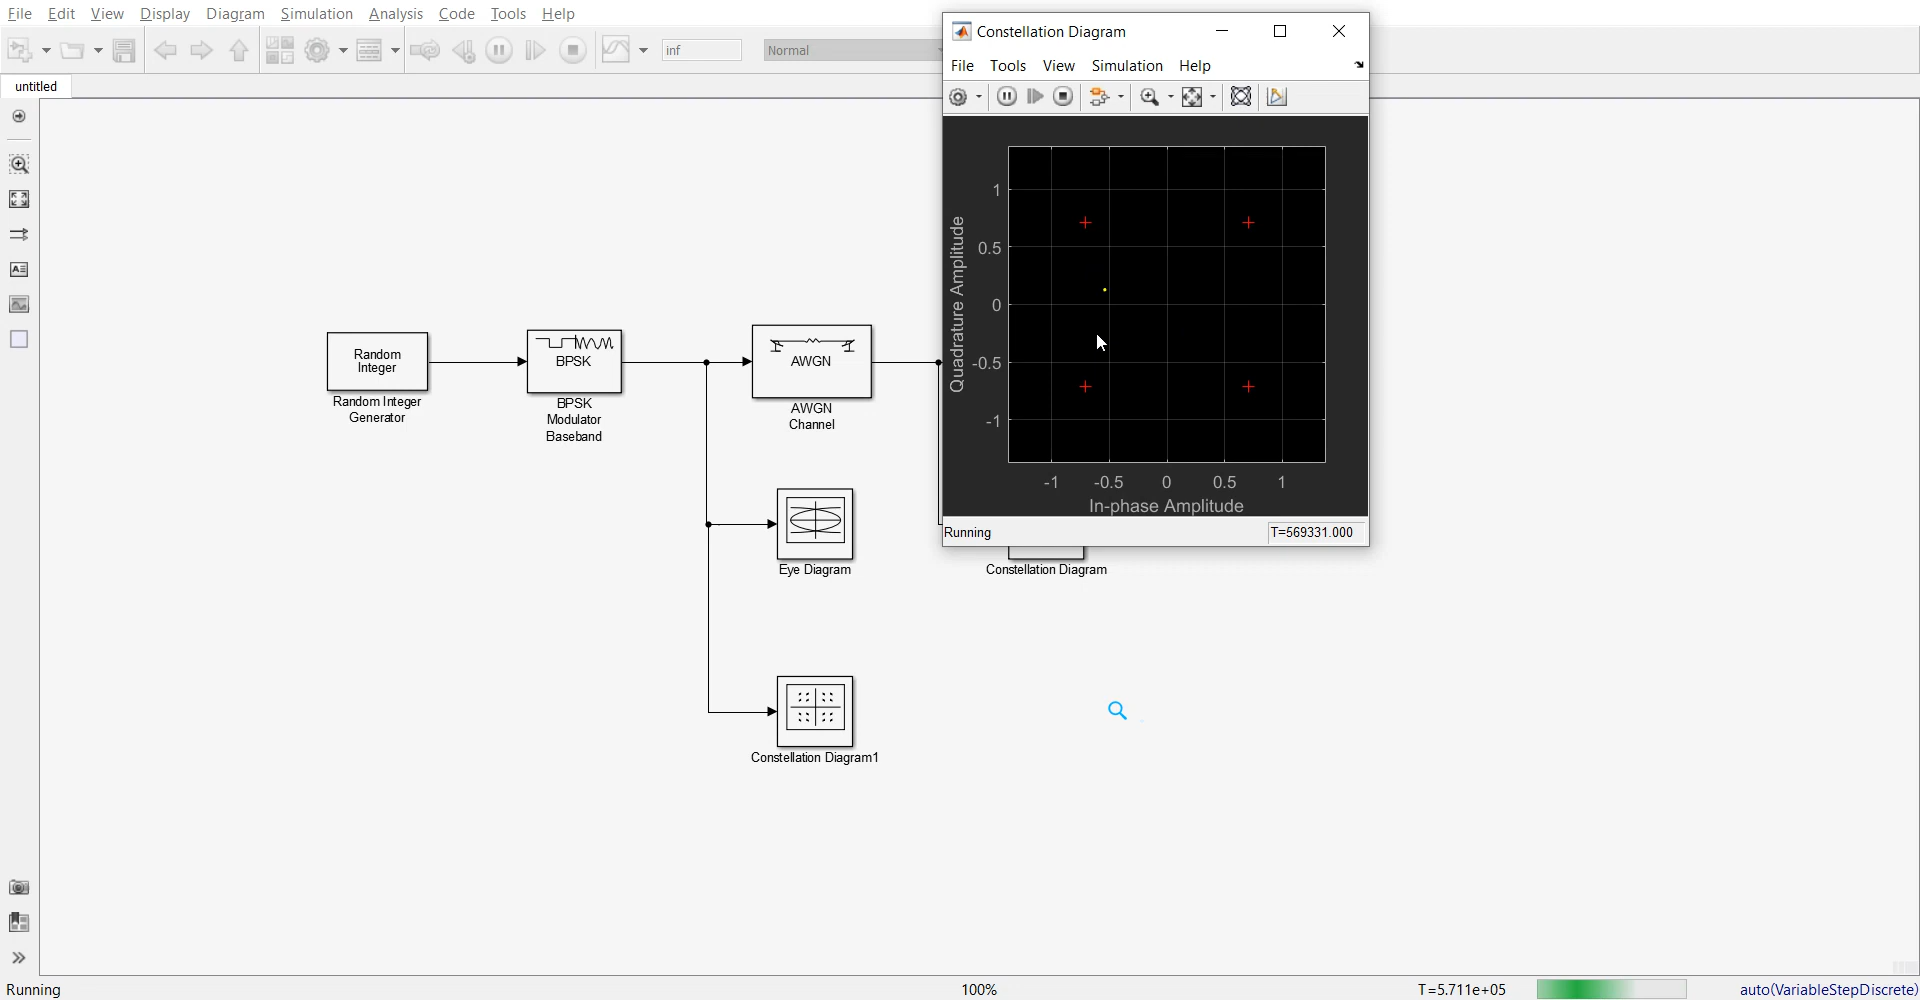 File Edit View Display Diagram Simulation Analysis Code Tools Help
inf
Normal
untitled
Random
Integer
Random Integer
Generator
BPSK
BPSK
Modulator
Baseband
AWGN
AWGN
Channel
Eye Diagram
Constellation Diagram1
Constellation Diagram
Constellation Diagram
File Tools View Simulation Help
1
0.5
0
-0.5
-1
Quadrature Amplitude
-1 -0.5 0 0.5 1
In-phase Amplitude
Running T=569331.000
Running 100% T=5.711e+05 auto(VariableStepDiscrete)